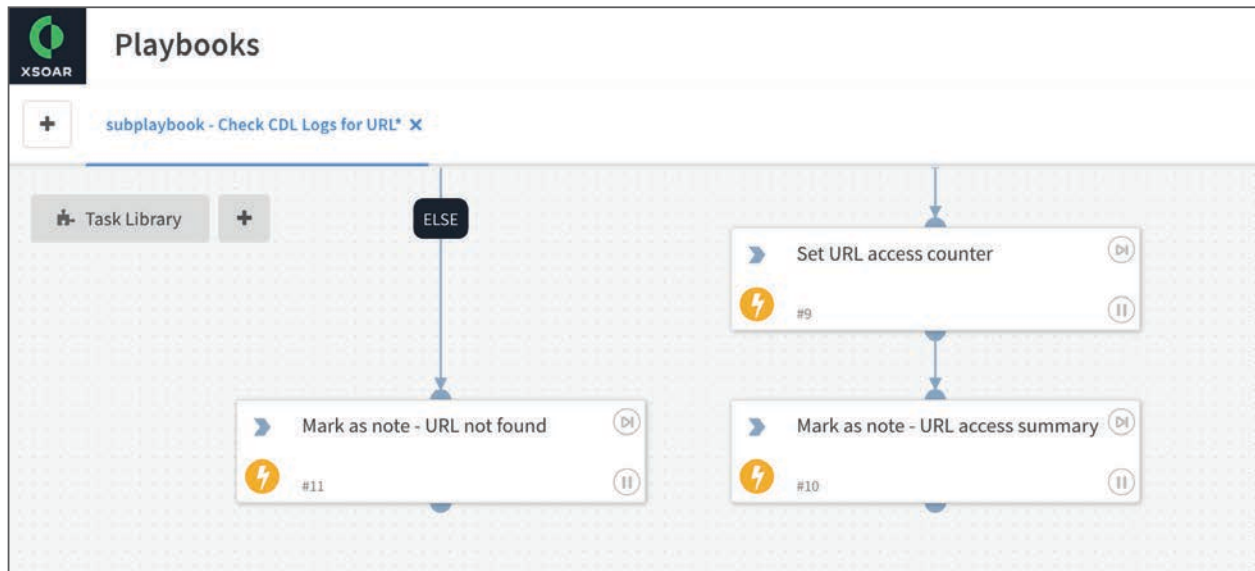 XSOAR
Playbooks
+
subplaybook - Check CDL Logs for URL* ×
Task Library
+
ELSE
Set URL access counter
#9
Mark as note - URL not found
#11
Mark as note - URL access summary
#10